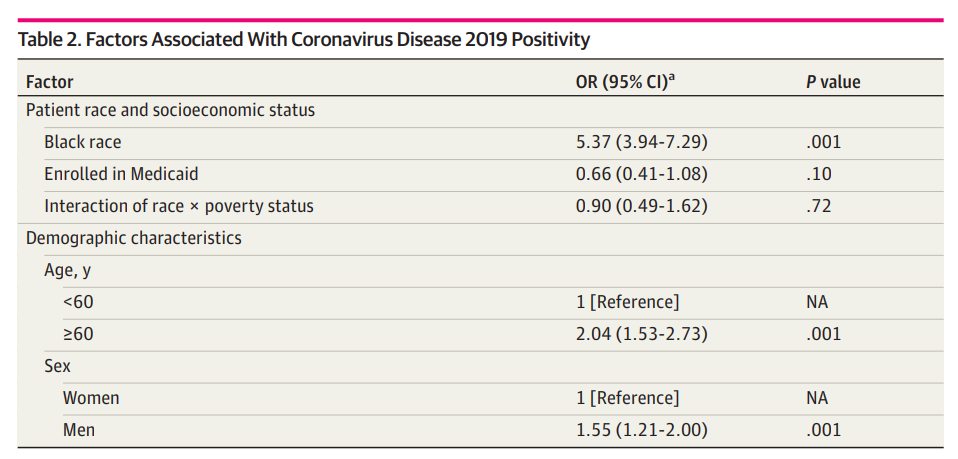 Table 2. Factors Associated With Coronavirus Disease 2019 Positivity
Factor OR (95% CI)a P value
Patient race and socioeconomic status
Black race 5.37 (3.94-7.29) .001
Enrolled in Medicaid 0.66 (0.41-1.08) .10
Interaction of race × poverty status 0.90 (0.49-1.62) .72
Demographic characteristics
Age, y
<60 1 [Reference] NA
≥60 2.04 (1.53-2.73) .001
Sex
Women 1 [Reference] NA
Men 1.55 (1.21-2.00) .001